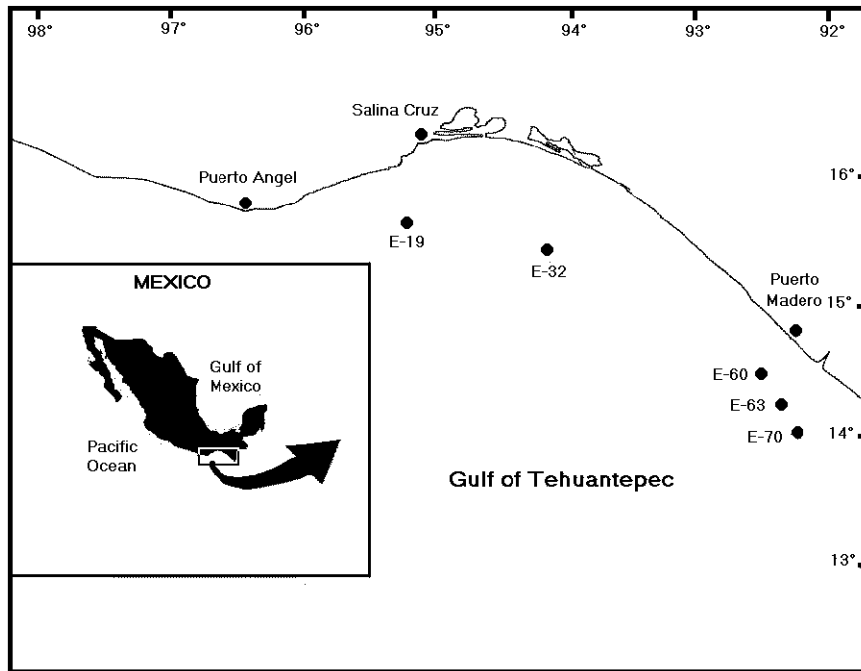 98°
97°
96°
95°
94°
93°
92°
Salina Cruz
Puerto Angel
16°
E-19
E-32
MEXICO
Puerto
Madero
15°
Gulf of
Mexico
E-60
E-63
Pacific
Ocean
E-70
14°
Gulf of Tehuantepec
13°